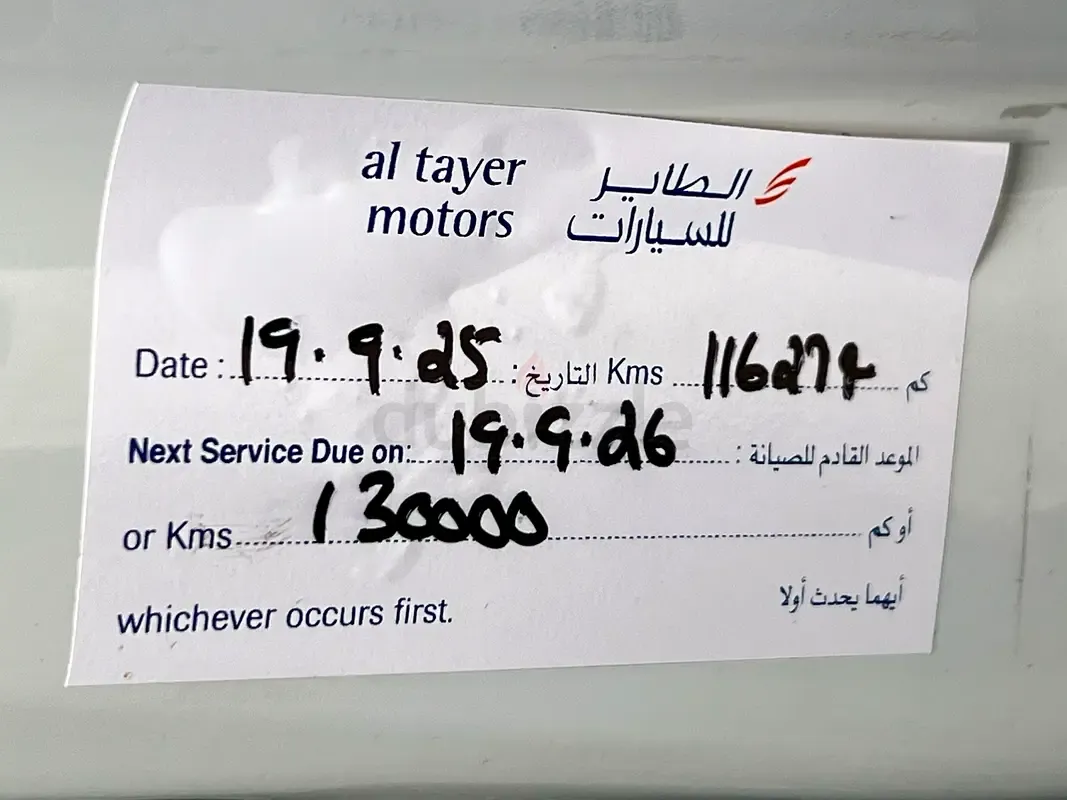 al tayer
motors
الطاير
للسيارات
Date : 19.9.25 : التاريخ Kms 116274 كم
Next Service Due on: 19.9.26 : الموعد القادم للصيانة
or Kms 130000 أو كم
whichever occurs first. أيهما يحدث أولا
dubizzle